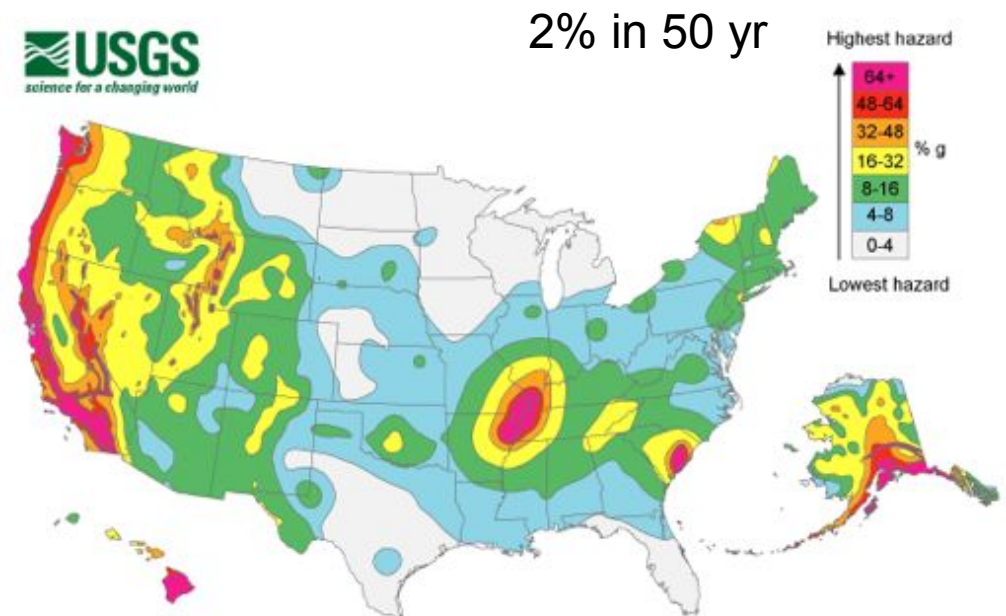 2% in 50 yr
USGS
science for a changing world
Highest hazard
64+
48-64
32-48
16-32
8-16
4-8
0-4
% g
Lowest hazard